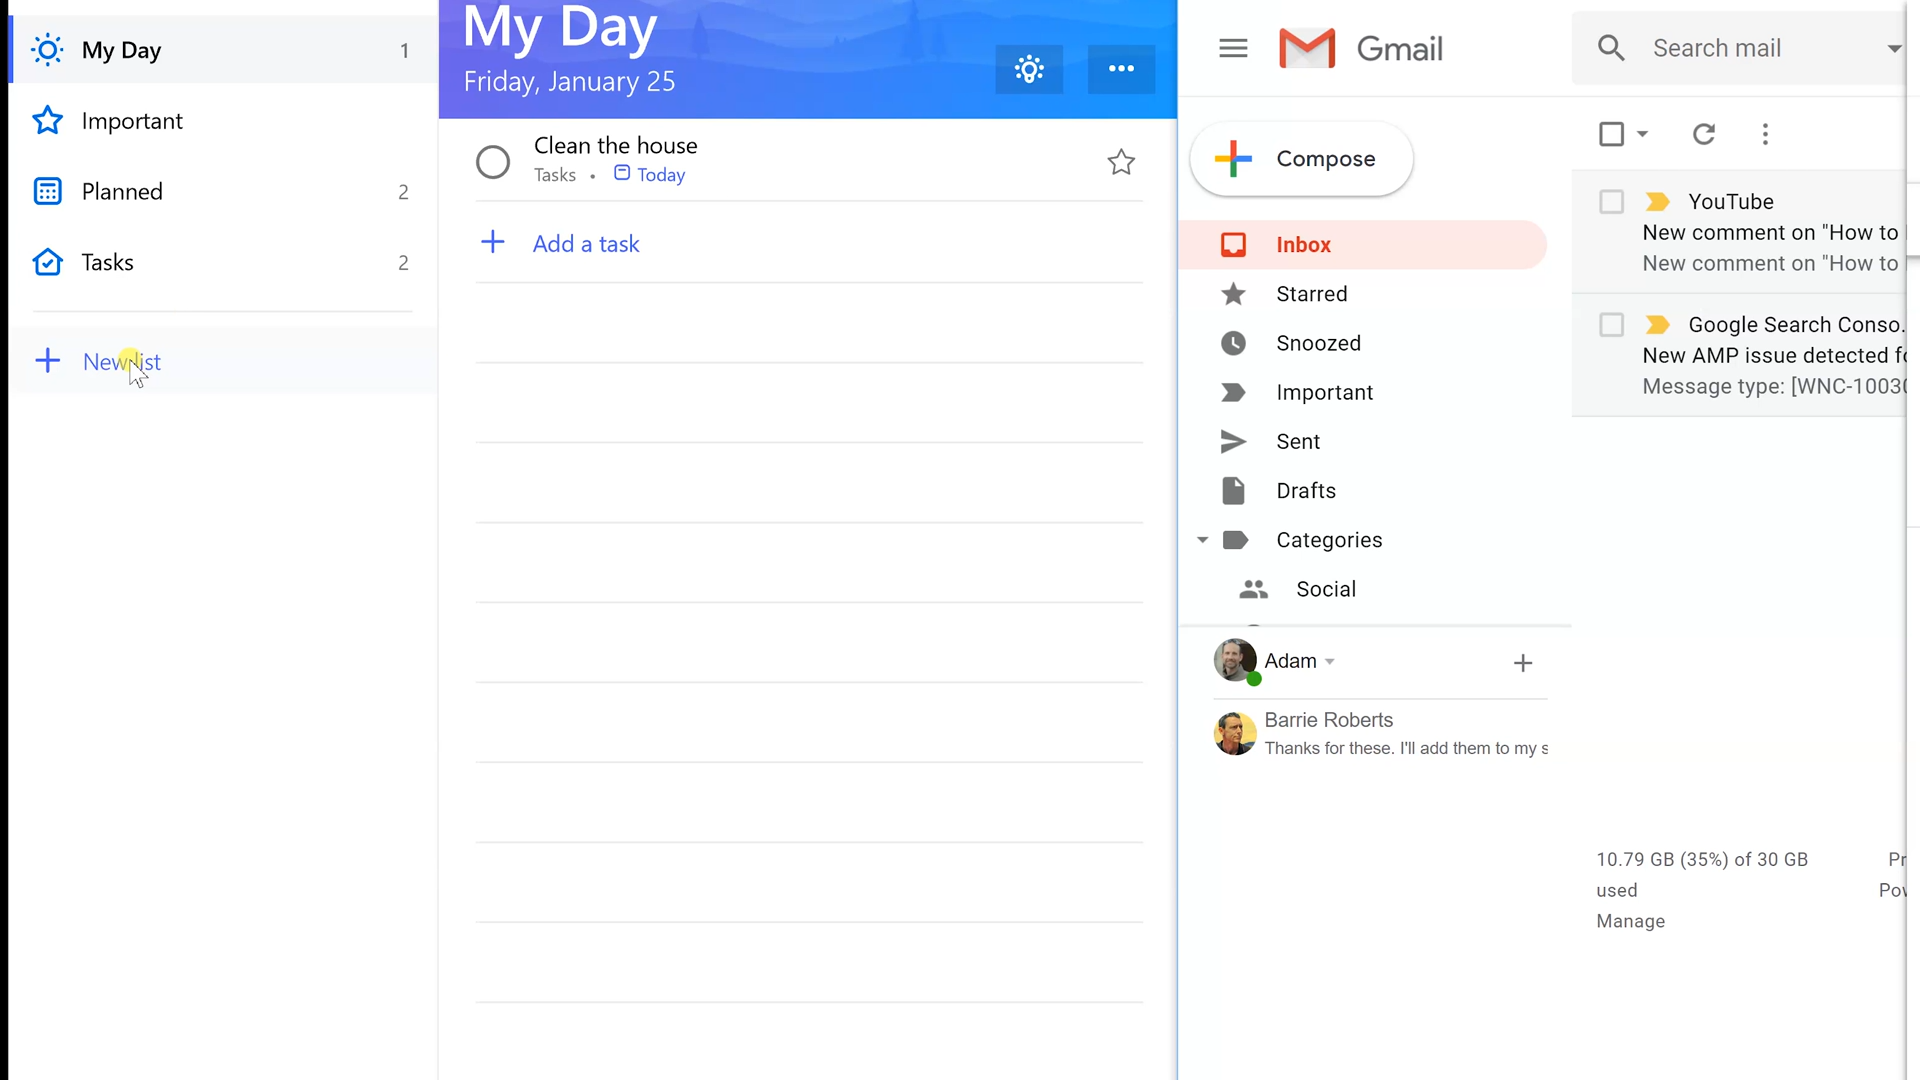 My Day 1
Important
Planned 2
Tasks 2
New list
My Day
Friday, January 25
Clean the house
Tasks • Today
Add a task
Gmail
Search mail
Compose
Inbox
Starred
Snoozed
Important
Sent
Drafts
Categories
Social
Adam
Barrie Roberts
Thanks for these. I'll add them to my s
YouTube
New comment on "How to
New comment on "How to
Google Search Conso.
New AMP issue detected
Message type: [WNC-1003
10.79 GB (35%) of 30 GB
used
Manage
Pr